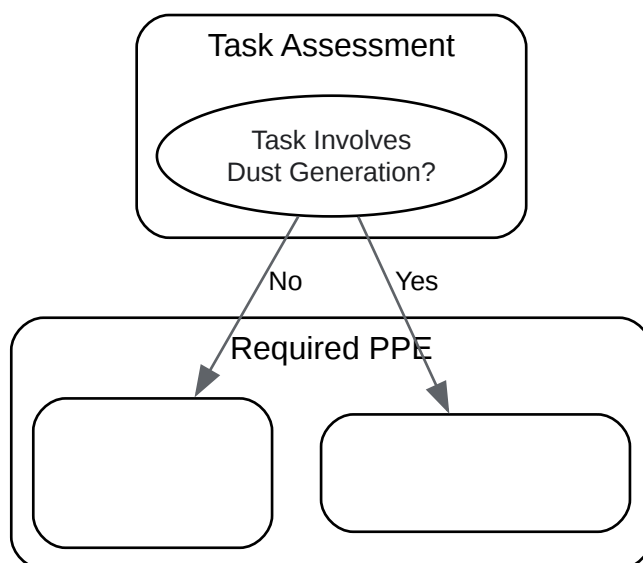 Task Assessment
Task Involves
Dust Generation?
No
Yes
Required PPE